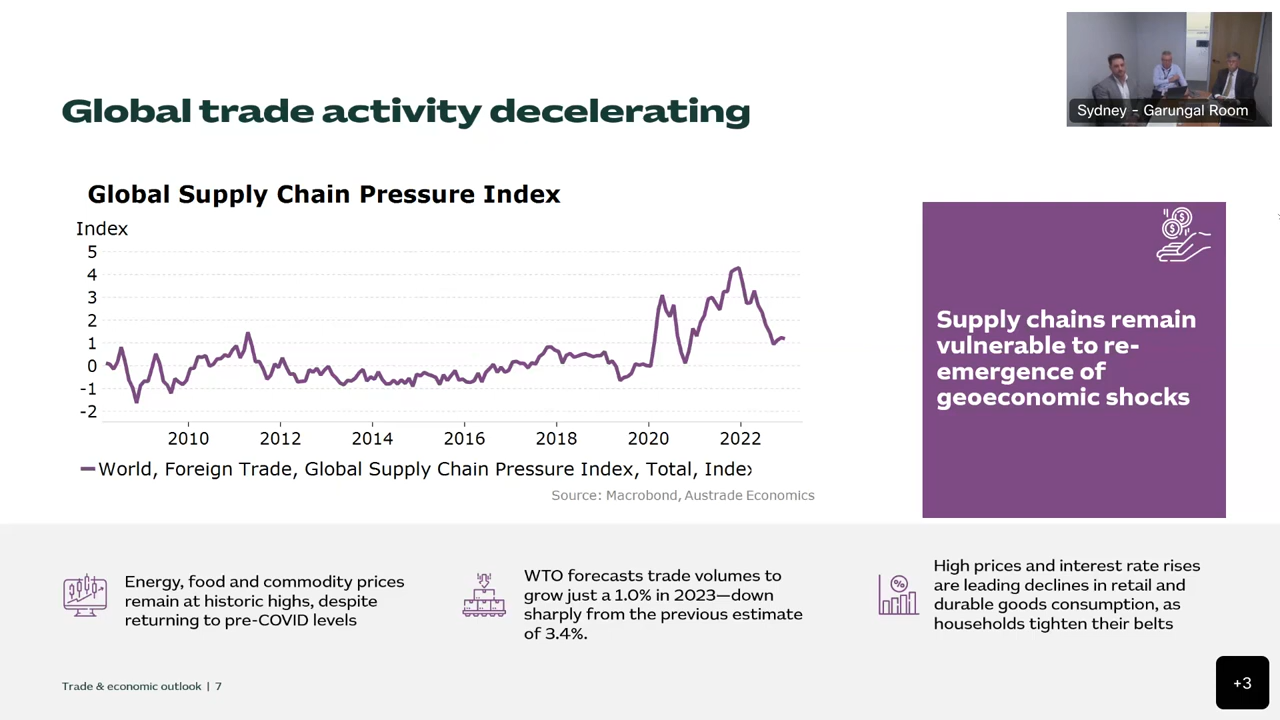 Sydney - Garungal Room
Global trade activity decelerating
Global Supply Chain Pressure Index
Index
5
4
3
2
1
0
-1
-2
2010 2012 2014 2016 2018 2020 2022
World, Foreign Trade, Global Supply Chain Pressure Index, Total, Index
Source: Macrobond, Austrade Economics
Supply chains remain
vulnerable to re-
emergence of
geoeconomic shocks
Energy, food and commodity prices
remain at historic highs, despite
returning to pre-COVID levels
WTO forecasts trade volumes to
grow just a 1.0% in 2023—down
sharply from the previous estimate
of 3.4%.
High prices and interest rate rises
are leading declines in retail and
durable goods consumption, as
households tighten their belts
Trade & economic outlook | 7
+3